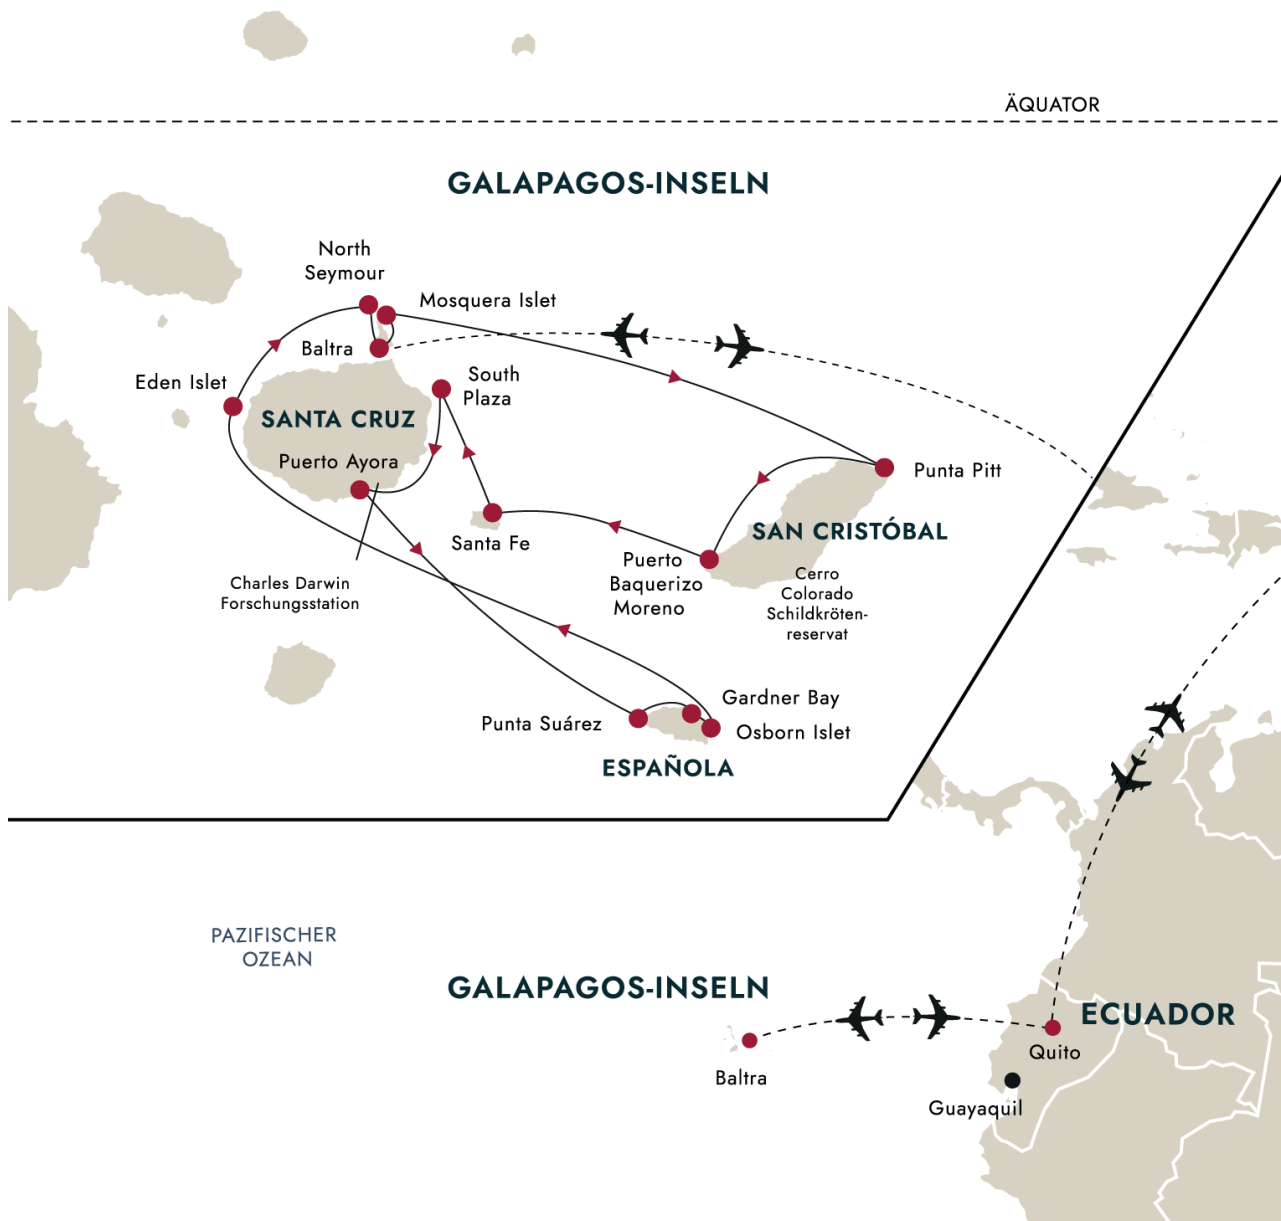 ÄQUATOR
GALAPAGOS-INSELN
North
Seymour
Mosquera Islet
Baltra
Eden Islet
South
Plaza
SANTA CRUZ
Puerto Ayora
Punta Pitt
SAN CRISTÓBAL
Santa Fe
Puerto
Baquerizo
Moreno
Cerro
Colorado
Schildkröten-
reservat
Charles Darwin
Forschungsstation
Gardner Bay
Punta Suárez
Osborn Islet
ESPAÑOLA
PAZIFISCHER
OZEAN
GALAPAGOS-INSELN
ECUADOR
Quito
Baltra
Guayaquil